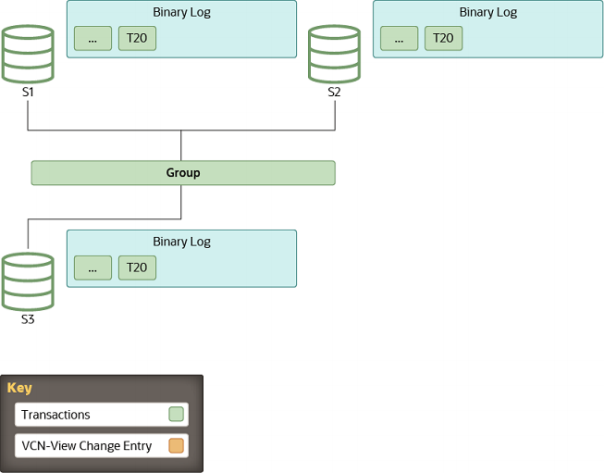 Binary Log
... T20
S1
Binary Log
... T20
S2
Group
Binary Log
... T20
S3
Key
Transactions
VCN-View Change Entry